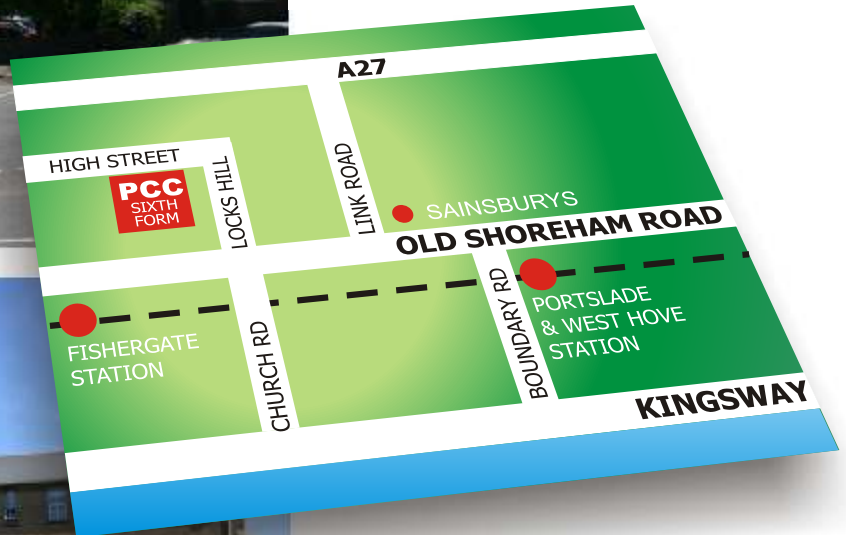 A27
HIGH STREET
PCC
SIXTH
FORM
LOCKS HILL
LINK ROAD
SAINSBURYS
OLD SHOREHAM ROAD
FISHERGATE
STATION
CHURCH RD
BOUNDARY RD
PORTSLADE
& WEST HOVE
STATION
KINGSWAY